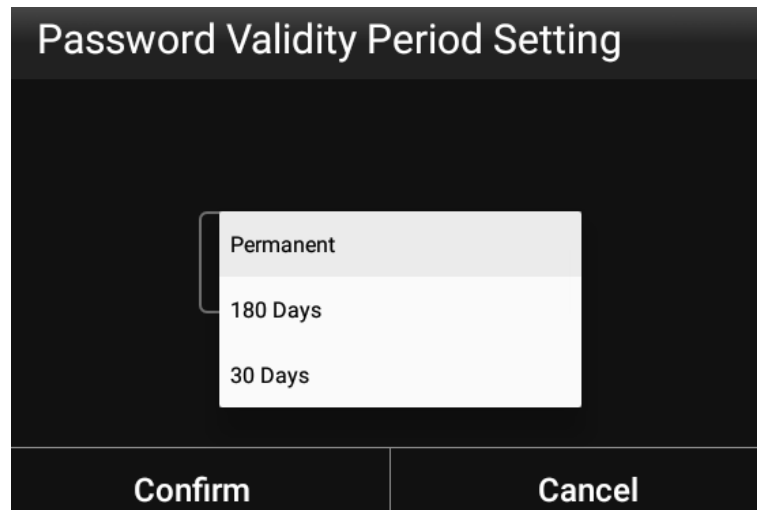 Password Validity Period Setting
Permanent
180 Days
30 Days
Confirm
Cancel